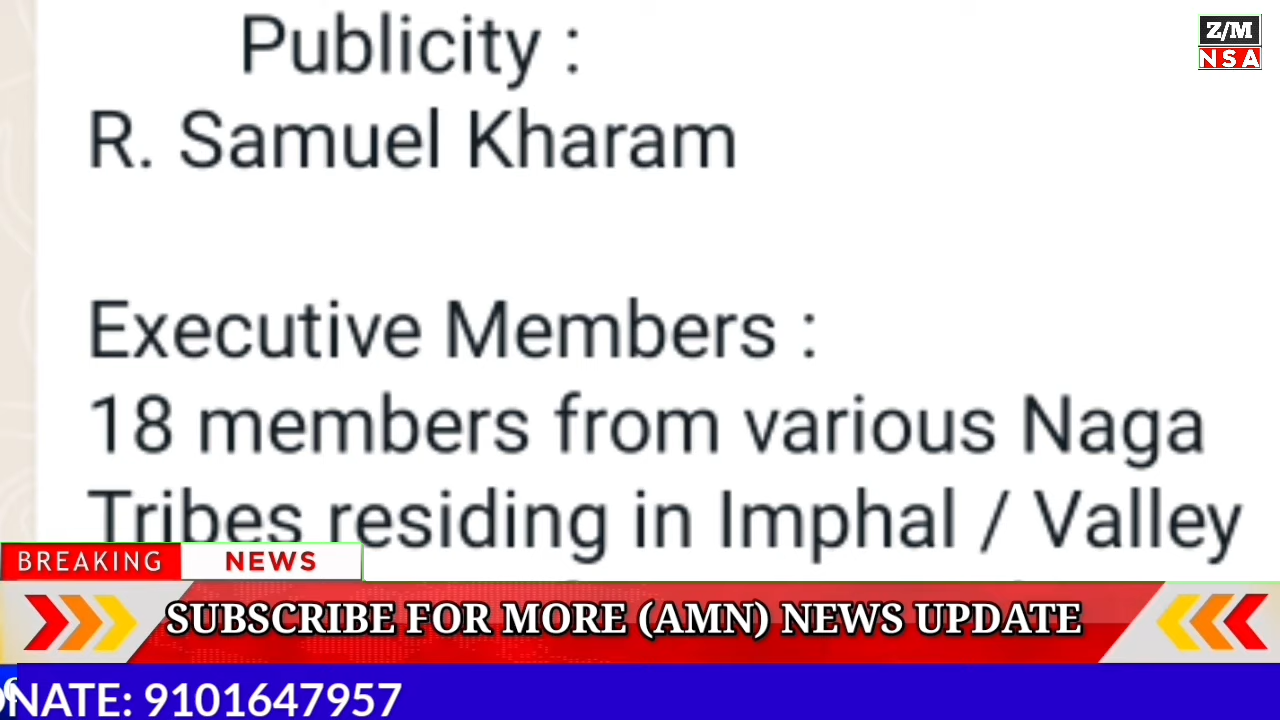 Publicity :
Z/M
NSA
R. Samuel Kharam
Executive Members :
18 members from various Naga
Tribes residing in Imphal / Valley
BREAKING NEWS
SUBSCRIBE FOR MORE (AMN) NEWS UPDATE
ONATE: 9101647957